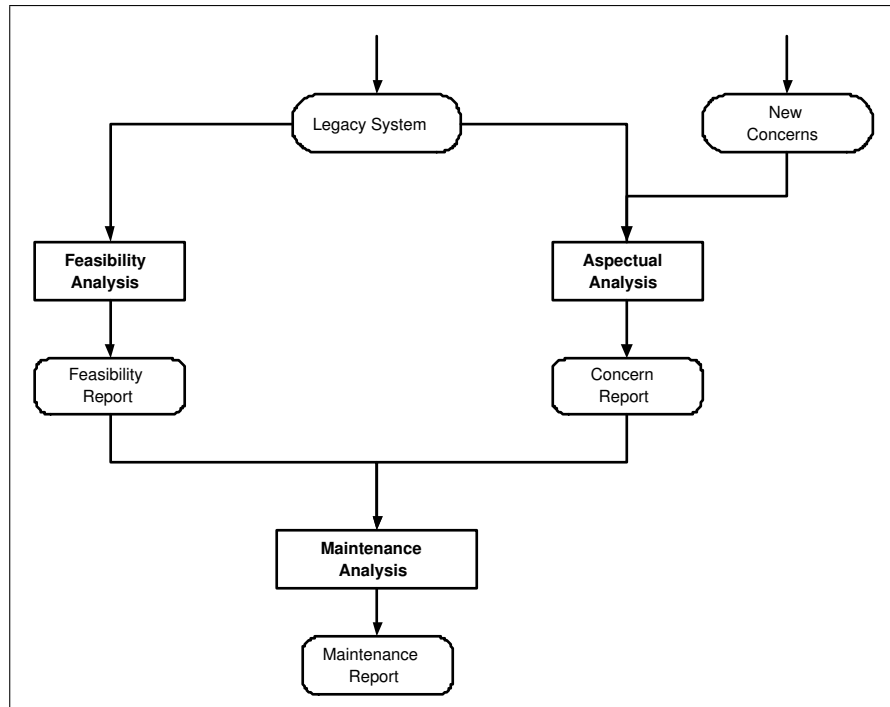 Legacy System
New
Concerns
Feasibility
Analysis
Aspectual
Analysis
Feasibility
Report
Concern
Report
Maintenance
Analysis
Maintenance
Report